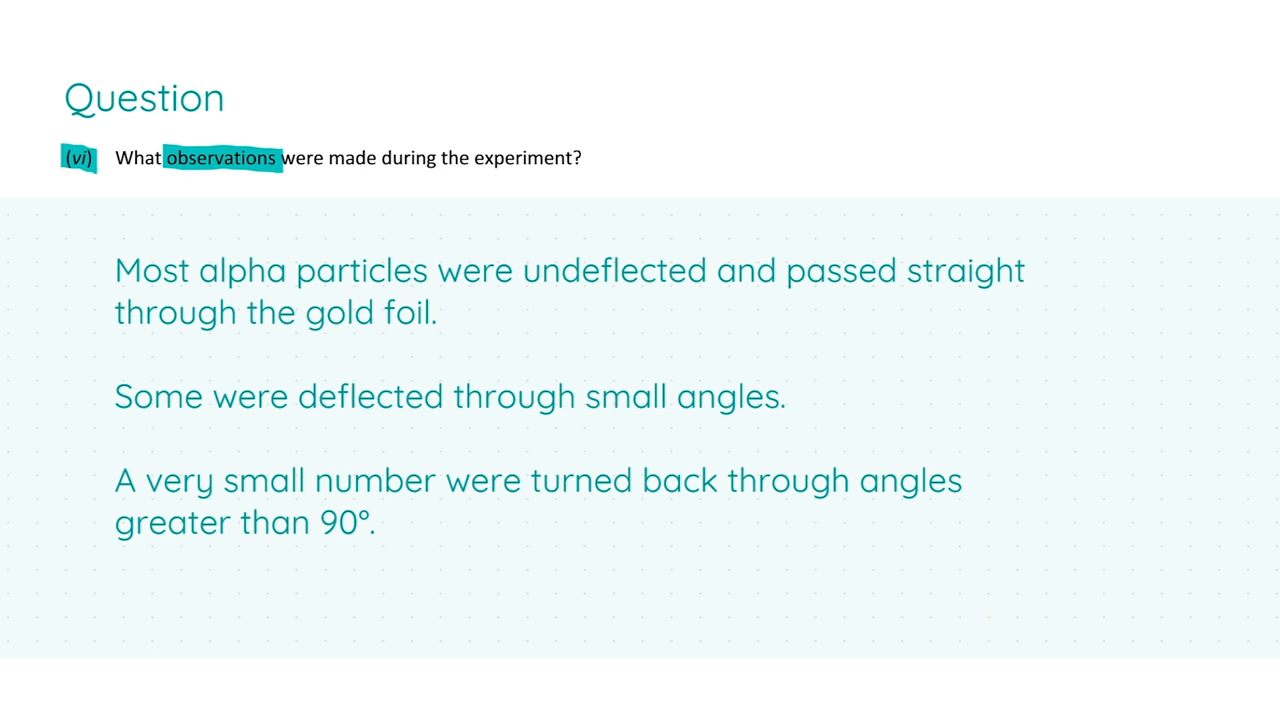 Question
(vi) What observations were made during the experiment?
Most alpha particles were undeflected and passed straight
through the gold foil.
Some were deflected through small angles.
A very small number were turned back through angles
greater than 90°.